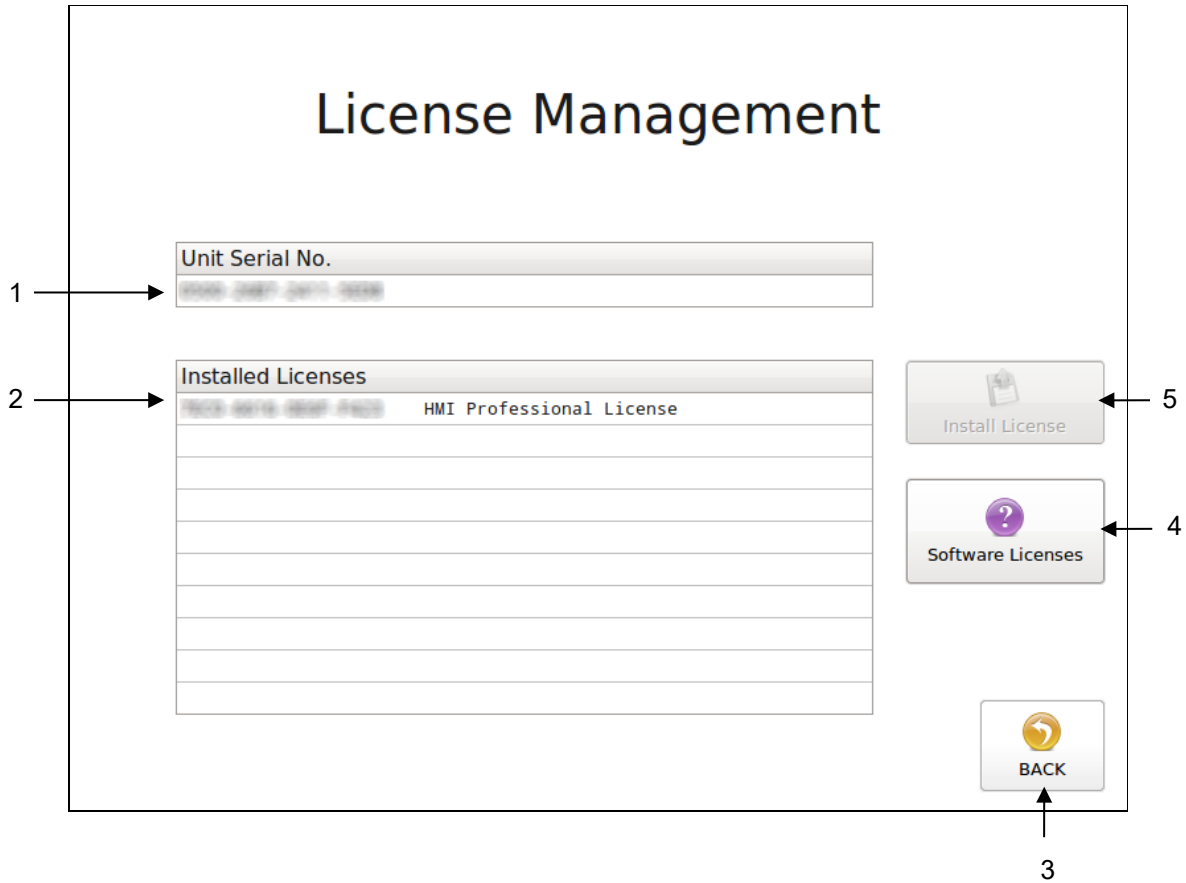 License Management
Unit Serial No.
1
Installed Licenses
2
HMI Professional License
Install License
5
Software Licenses
4
BACK
3